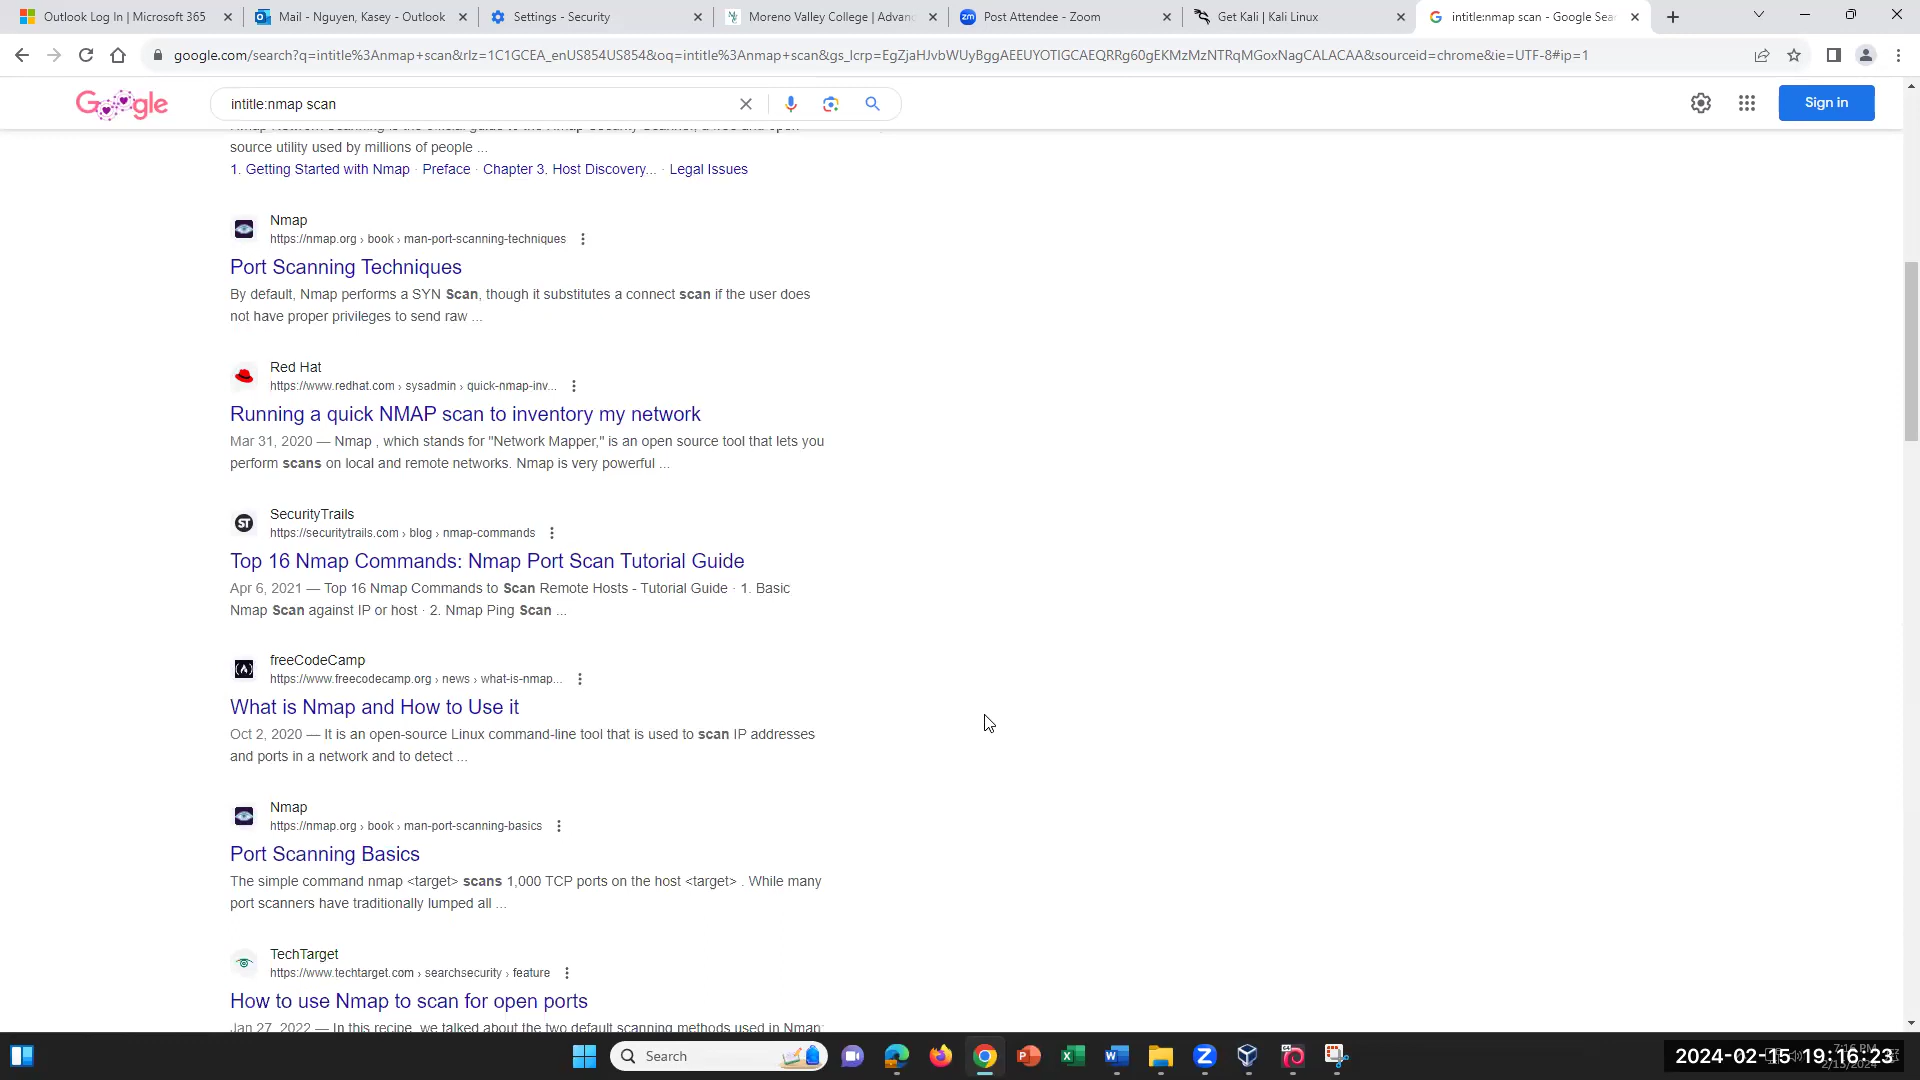 Outlook Log In | Microsoft 365
Mail - Nguyen, Kasey - Outlook
Settings - Security
Moreno Valley College | Advanc
Post Attendee - Zoom
Get Kali | Kali Linux
intitle:nmap scan - Google Sear
google.com/search?q=intitle%3Anmap+scan&rlz=1C1GCEA_enUS854US854&oq=intitle%3Anmap+scan&gs_lcrp=EgZjaHJvbWUyBggAEEUYOTIGCAEQRRg60gEKMzMzNTRqMGoxNagCALACAA&sourceid=chrome&ie=UTF-8#ip=1
Google
intitle:nmap scan
Sign in
Nmap Network Scanning is the official guide to the Nmap Security Scanner, a free and open
source utility used by millions of people ...
1. Getting Started with Nmap · Preface · Chapter 3. Host Discovery... · Legal Issues
Nmap
https://nmap.org › book › man-port-scanning-techniques
Port Scanning Techniques
By default, Nmap performs a SYN Scan, though it substitutes a connect scan if the user does
not have proper privileges to send raw ...
Red Hat
https://www.redhat.com › sysadmin › quick-nmap-inv...
Running a quick NMAP scan to inventory my network
Mar 31, 2020 — Nmap , which stands for "Network Mapper," is an open source tool that lets you
perform scans on local and remote networks. Nmap is very powerful ...
SecurityTrails
https://securitytrails.com › blog › nmap-commands
Top 16 Nmap Commands: Nmap Port Scan Tutorial Guide
Apr 6, 2021 — Top 16 Nmap Commands to Scan Remote Hosts - Tutorial Guide · 1. Basic
Nmap Scan against IP or host · 2. Nmap Ping Scan ...
freeCodeCamp
https://www.freecodecamp.org › news › what-is-nmap...
What is Nmap and How to Use it
Oct 2, 2020 — It is an open-source Linux command-line tool that is used to scan IP addresses
and ports in a network and to detect ...
Nmap
https://nmap.org › book › man-port-scanning-basics
Port Scanning Basics
The simple command nmap <target> scans 1,000 TCP ports on the host <target> . While many
port scanners have traditionally lumped all ...
TechTarget
https://www.techtarget.com › searchsecurity › feature
How to use Nmap to scan for open ports
Jan 27, 2022 — In this recipe, we talked about the two default scanning methods used in Nmap:
Search
2024-02-15 19:16:23
7:16 PM
2/15/2024